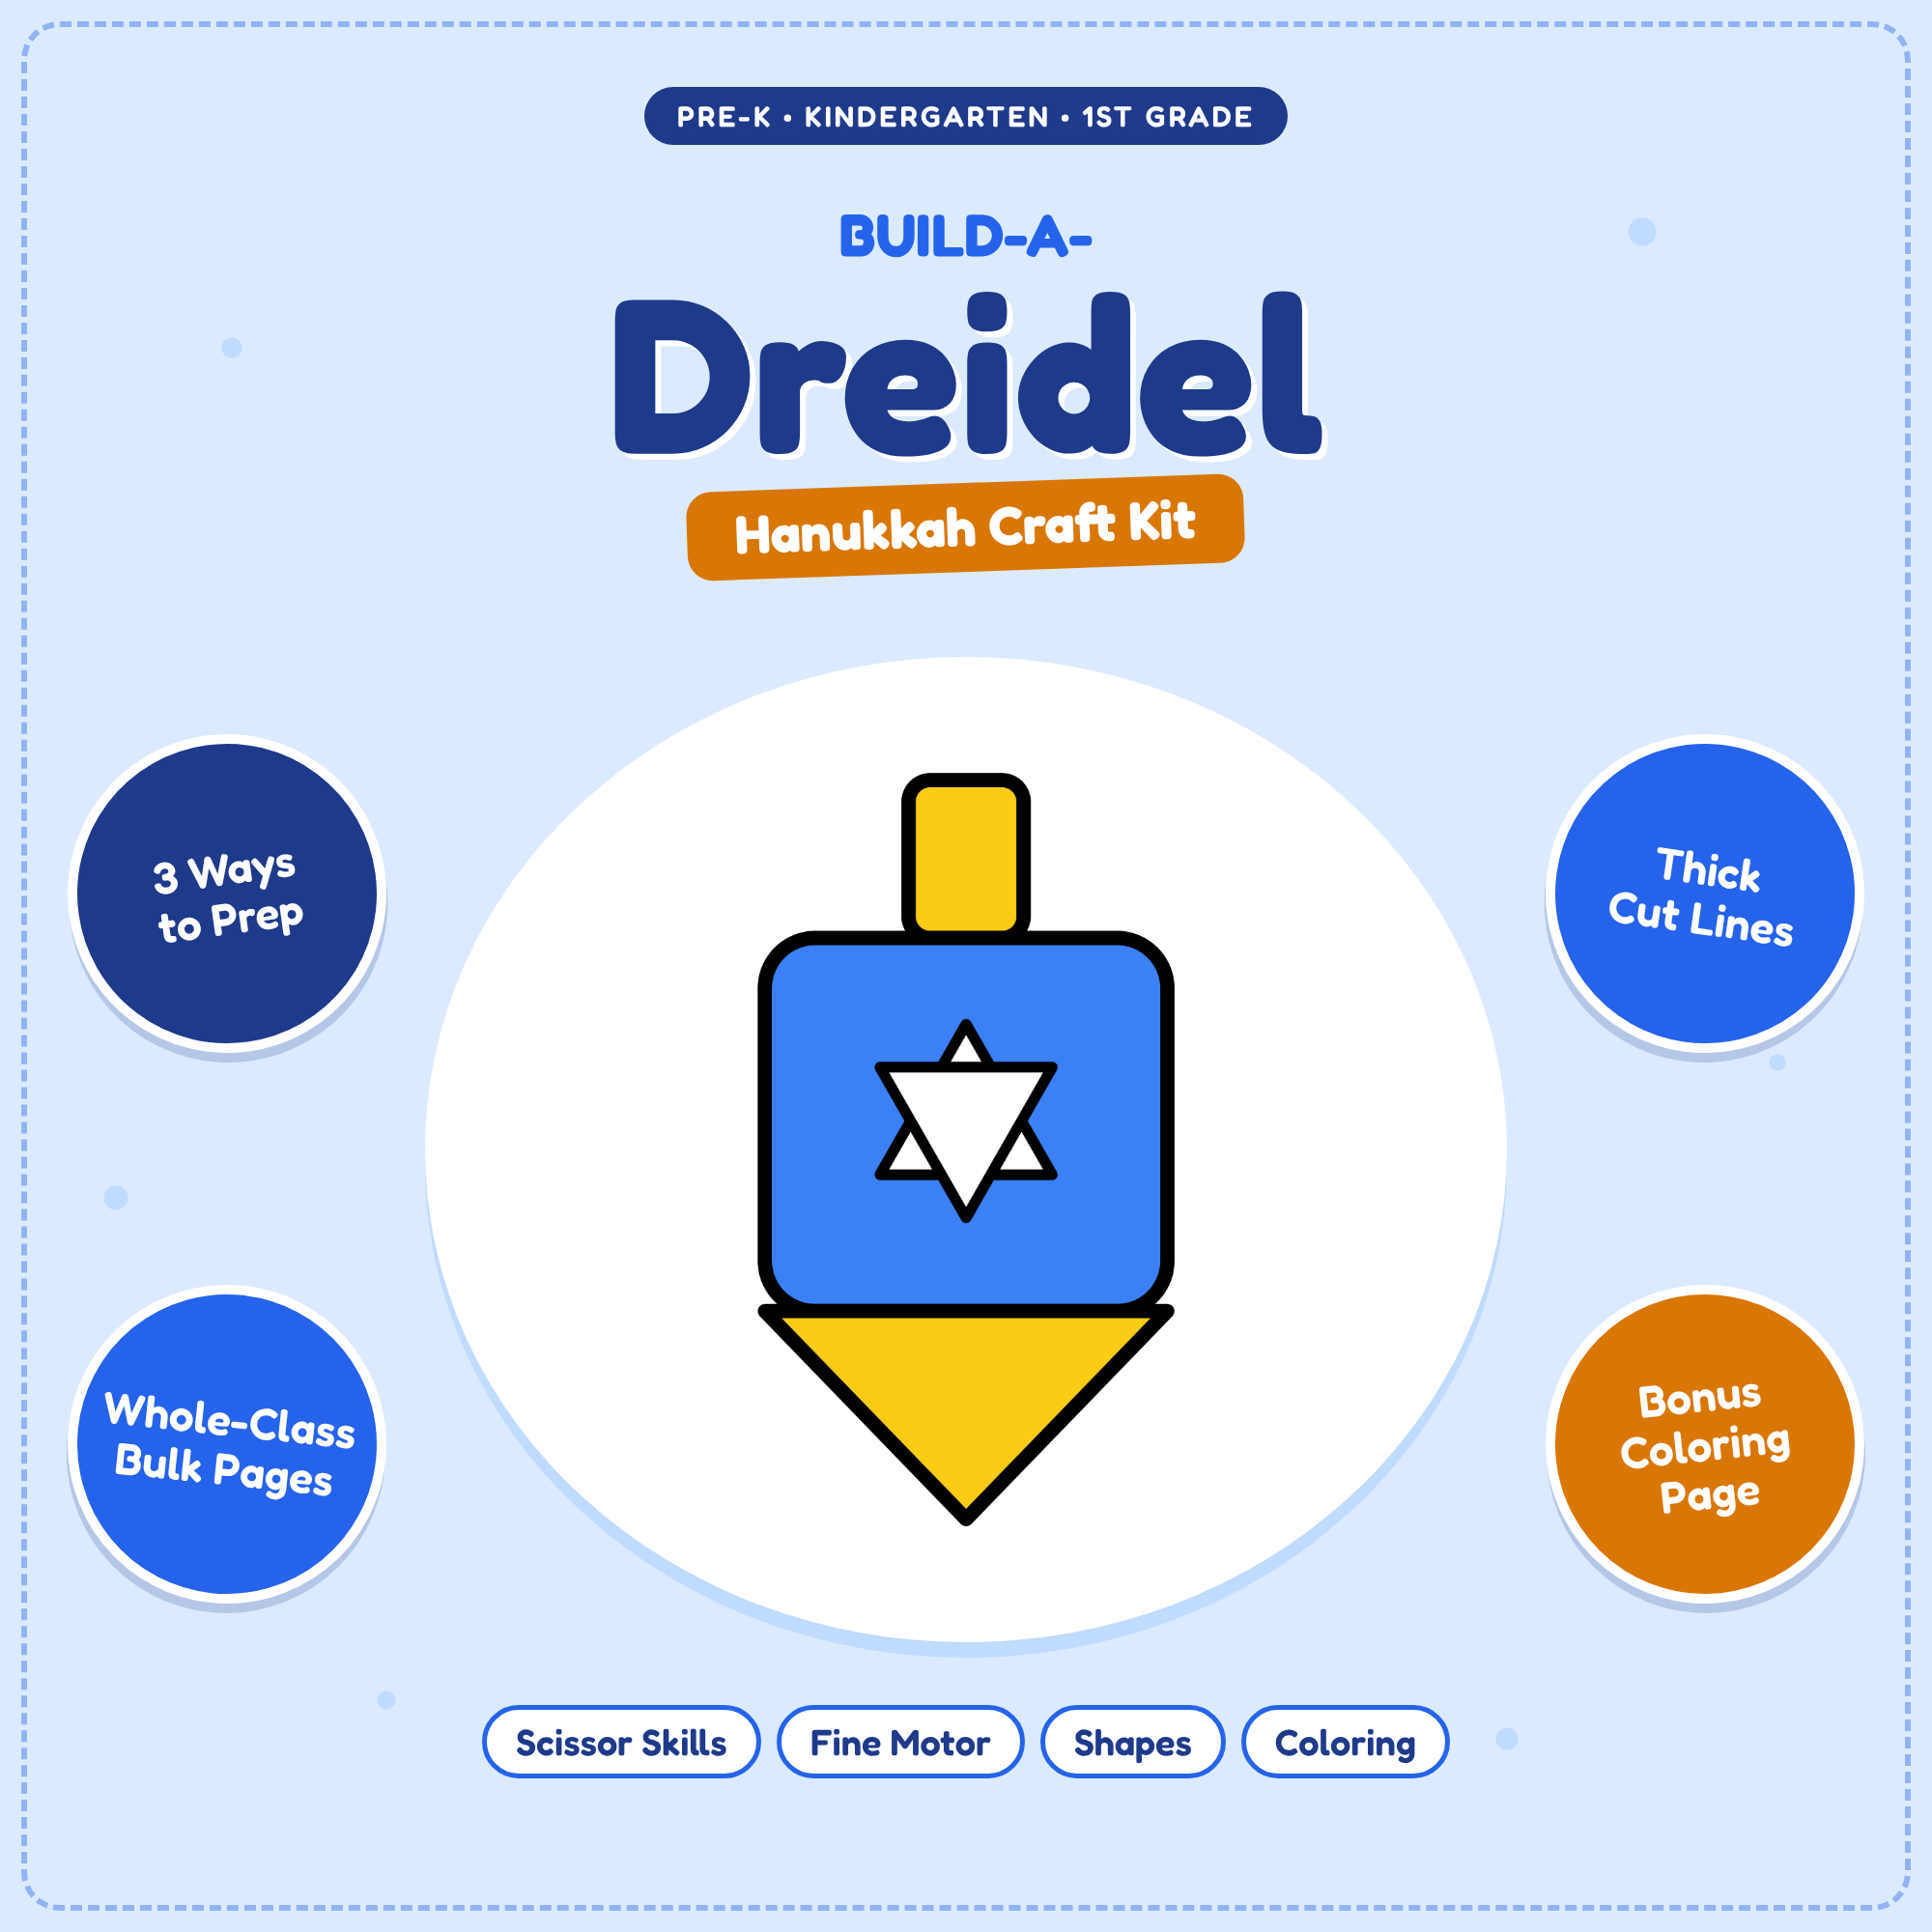 PRE-K • KINDERGARTEN • 1ST GRADE
BUILD-A-
Dreidel
Hanukkah Craft Kit
3 Ways
to Prep
Thick
Cut Lines
Whole-Class
Bulk Pages
Bonus
Coloring
Page
Scissor Skills
Fine Motor
Shapes
Coloring